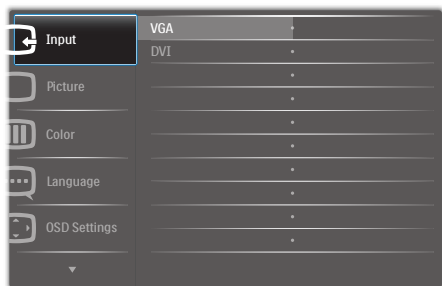 Input
VGA
DVI
Picture
Color
Language
OSD Settings